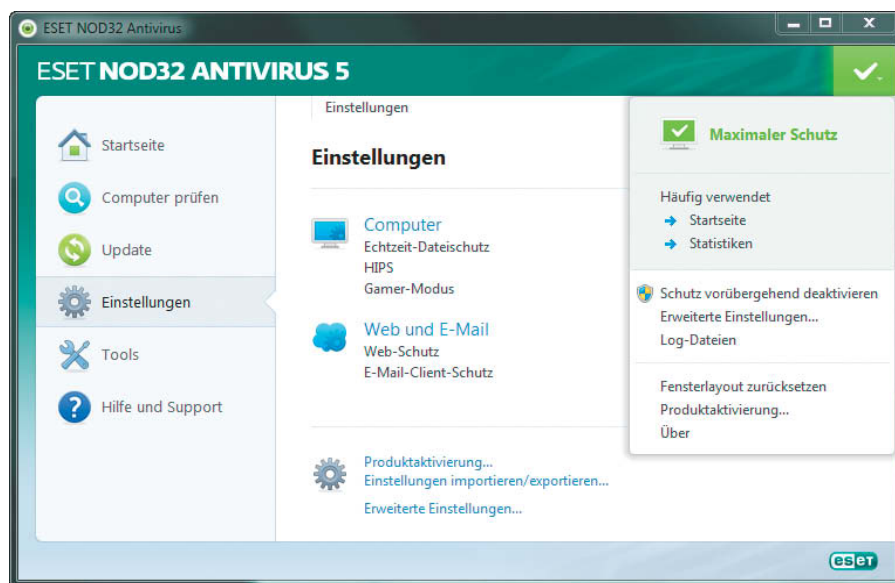 ESET NOD32 Antivirus
ESET NOD32 ANTIVIRUS 5
Startseite
Computer prüfen
Update
Einstellungen
Tools
Hilfe und Support
Einstellungen
Einstellungen
Computer
Echtzeit-Dateischutz
HIPS
Gamer-Modus
Web und E-Mail
Web-Schutz
E-Mail-Client-Schutz
Produktaktivierung...
Einstellungen importieren/exportieren...
Erweiterte Einstellungen...
Maximaler Schutz
Häufig verwendet
Startseite
Statistiken
Schutz vorübergehend deaktivieren
Erweiterte Einstellungen...
Log-Dateien
Fensterlayout zurücksetzen
Produktaktivierung...
Über
eseT